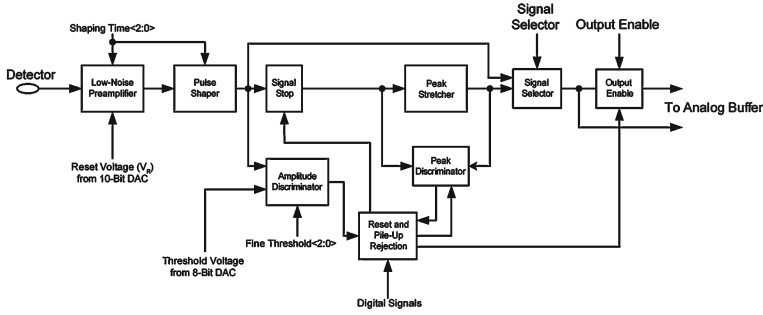 Signal
Selector
Output Enable
Shaping Time<2:0>
Detector
Low-Noise
Preamplifier
Pulse
Shaper
Signal
Stop
Peak
Stretcher
Signal
Selector
Output
Enable
To Analog Buffer
Reset Voltage (VR)
from 10-Bit DAC
Amplitude
Discriminator
Peak
Discriminator
Fine Threshold<2:0>
Reset and
Pile-Up
Rejection
Threshold Voltage
from 8-Bit DAC
Digital Signals